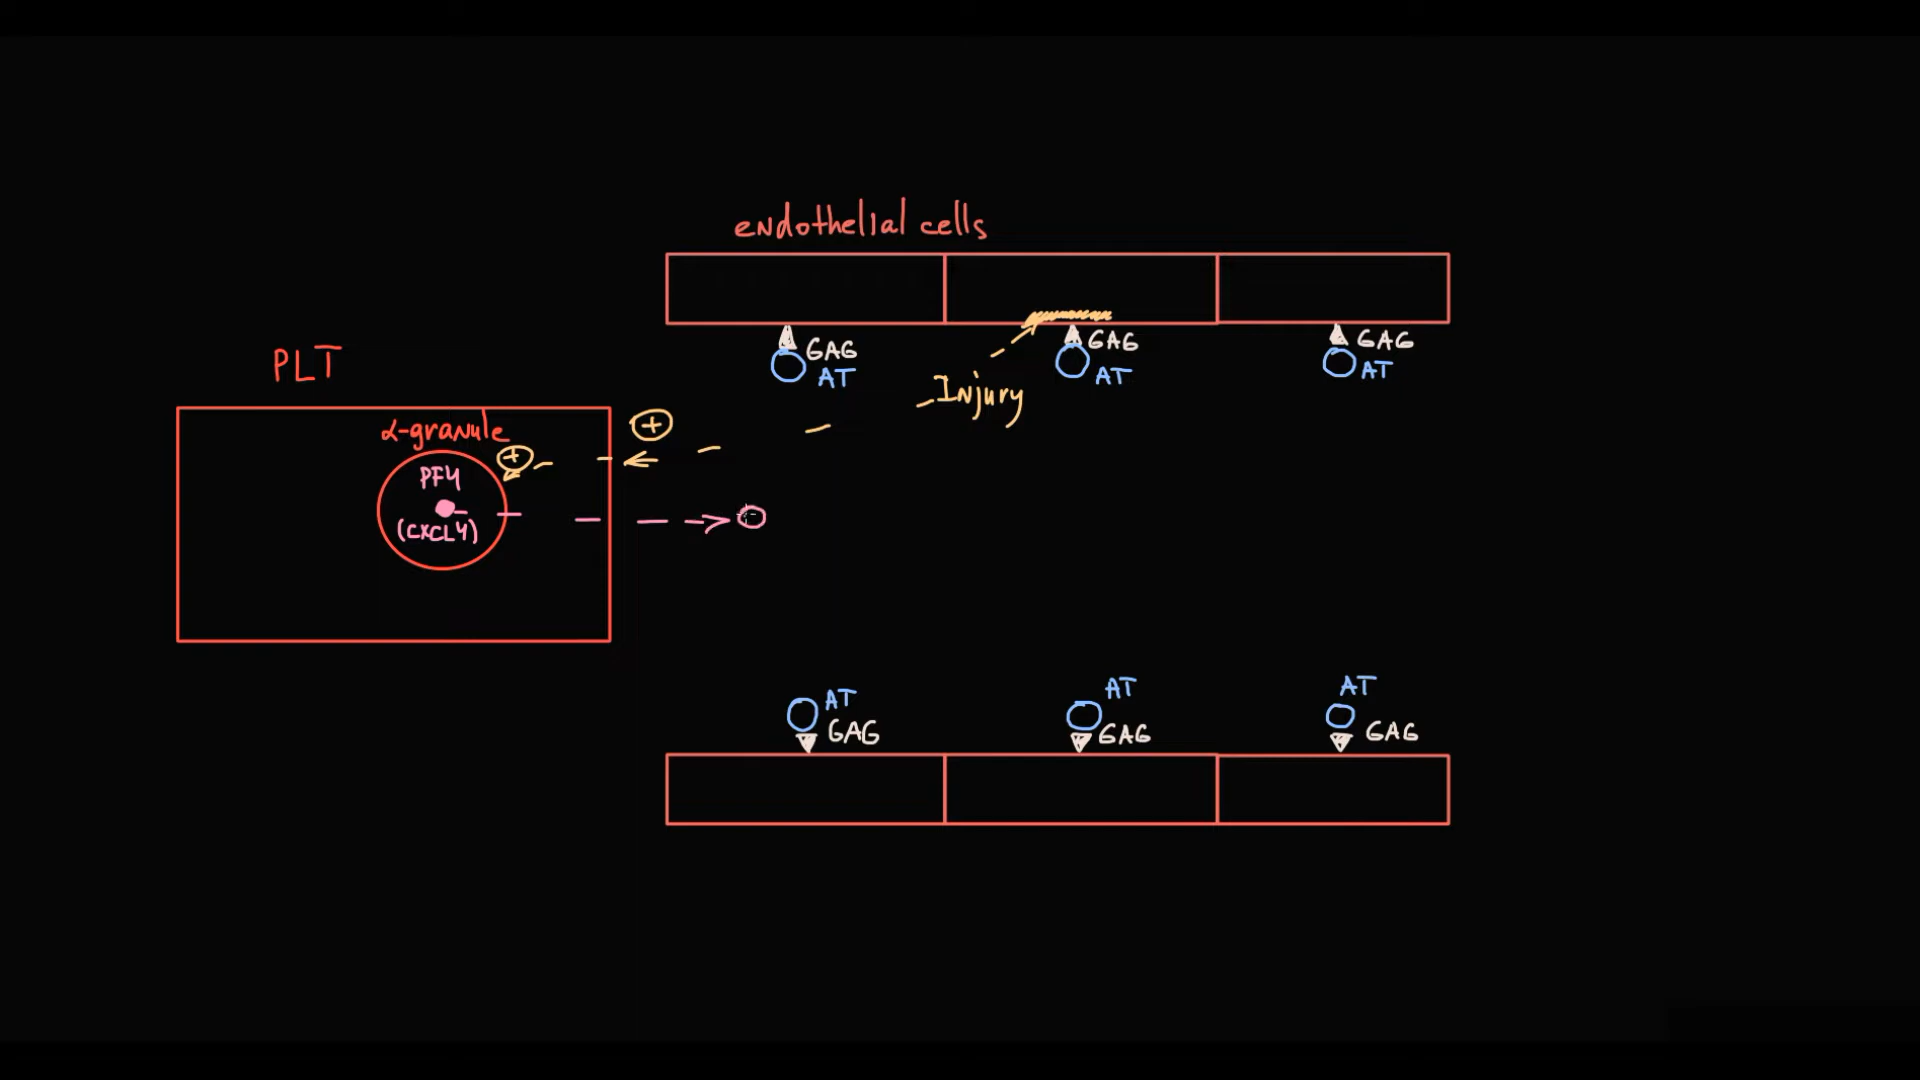 endothelial cells
GAG
AT
GAG
AT
GAG
AT
Injury
PLT
α-granule
+
+
PF4
(CXCL4)
AT
GAG
AT
GAG
AT
GAG